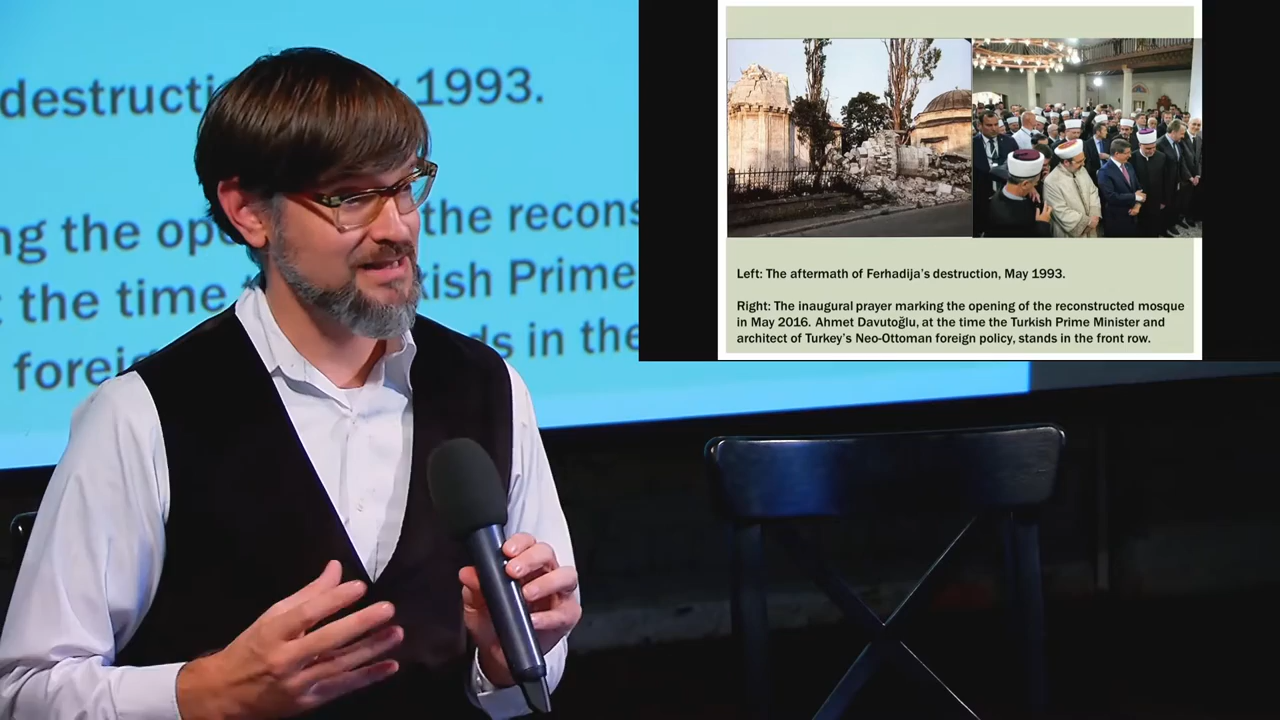 destructi 1993.
ng the ope the recons
t the time kish Prime
foreig ds in the
Left: The aftermath of Ferhadija's destruction, May 1993.
Right: The inaugural prayer marking the opening of the reconstructed mosque
in May 2016. Ahmet Davutoğlu, at the time the Turkish Prime Minister and
architect of Turkey's Neo-Ottoman foreign policy, stands in the front row.